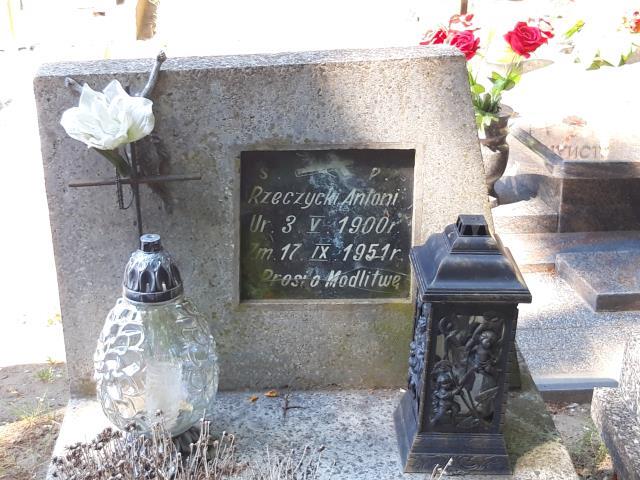 S. P.
Rzeczycki Antoni
Ur. 3 V 1900r.
Zm. 17 IX 1951r.
Prosi o Modlitwę